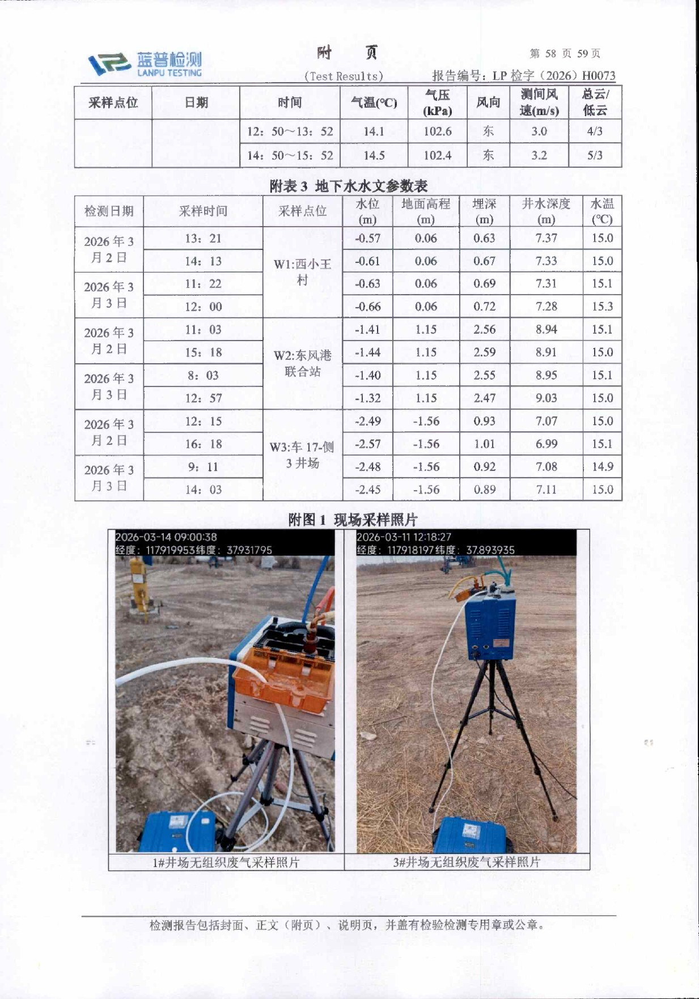 蓝普检测
LANPU TESTING
附 页
(Test Results)
第 58 页 59 页
报告编号：LP 检字（2026）H0073
采样点位 日期 时间 气温(℃) 气压(kPa) 风向 测间风速(m/s) 总云/低云
12：50～13：52 14.1 102.6 东 3.0 4/3
14：50～15：52 14.5 102.4 东 3.2 5/3
附表 3 地下水水文参数表
检测日期 采样时间 采样点位 水位(m) 地面高程(m) 埋深(m) 井水深度(m) 水温(℃)
2026 年 3 月 2 日 13：21 W1:西小王村 -0.57 0.06 0.63 7.37 15.0
14：13 -0.61 0.06 0.67 7.33 15.0
2026 年 3 月 3 日 11：22 -0.63 0.06 0.69 7.31 15.1
12：00 -0.66 0.06 0.72 7.28 15.3
2026 年 3 月 2 日 11：03 W2:东风港联合站 -1.41 1.15 2.56 8.94 15.1
15：18 -1.44 1.15 2.59 8.91 15.0
2026 年 3 月 3 日 8：03 -1.40 1.15 2.55 8.95 15.1
12：57 -1.32 1.15 2.47 9.03 15.0
2026 年 3 月 2 日 12：15 W3:车 17-侧 3 井场 -2.49 -1.56 0.93 7.07 15.0
16：18 -2.57 -1.56 1.01 6.99 15.1
2026 年 3 月 3 日 9：11 -2.48 -1.56 0.92 7.08 14.9
14：03 -2.45 -1.56 0.89 7.11 15.0
附图 1 现场采样照片
2026-03-14 09:00:38
经度：117.919953纬度：37.931795
2026-03-11 12:18:27
经度：117.918197纬度：37.893935
1#井场无组织废气采样照片
3#井场无组织废气采样照片
检测报告包括封面、正文（附页）、说明页，并盖有检验检测专用章或公章。